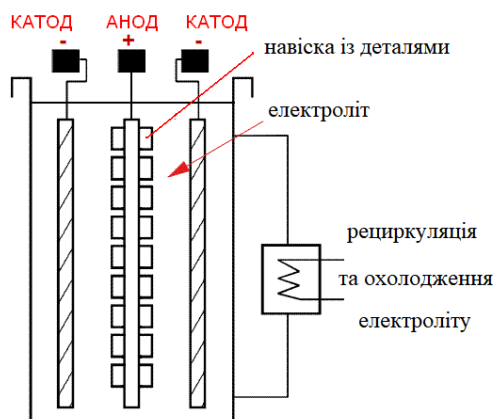 КАТОД АНОД КАТОД
- + -
навіска із деталями
електроліт
рециркуляція
та охолодження
електроліту